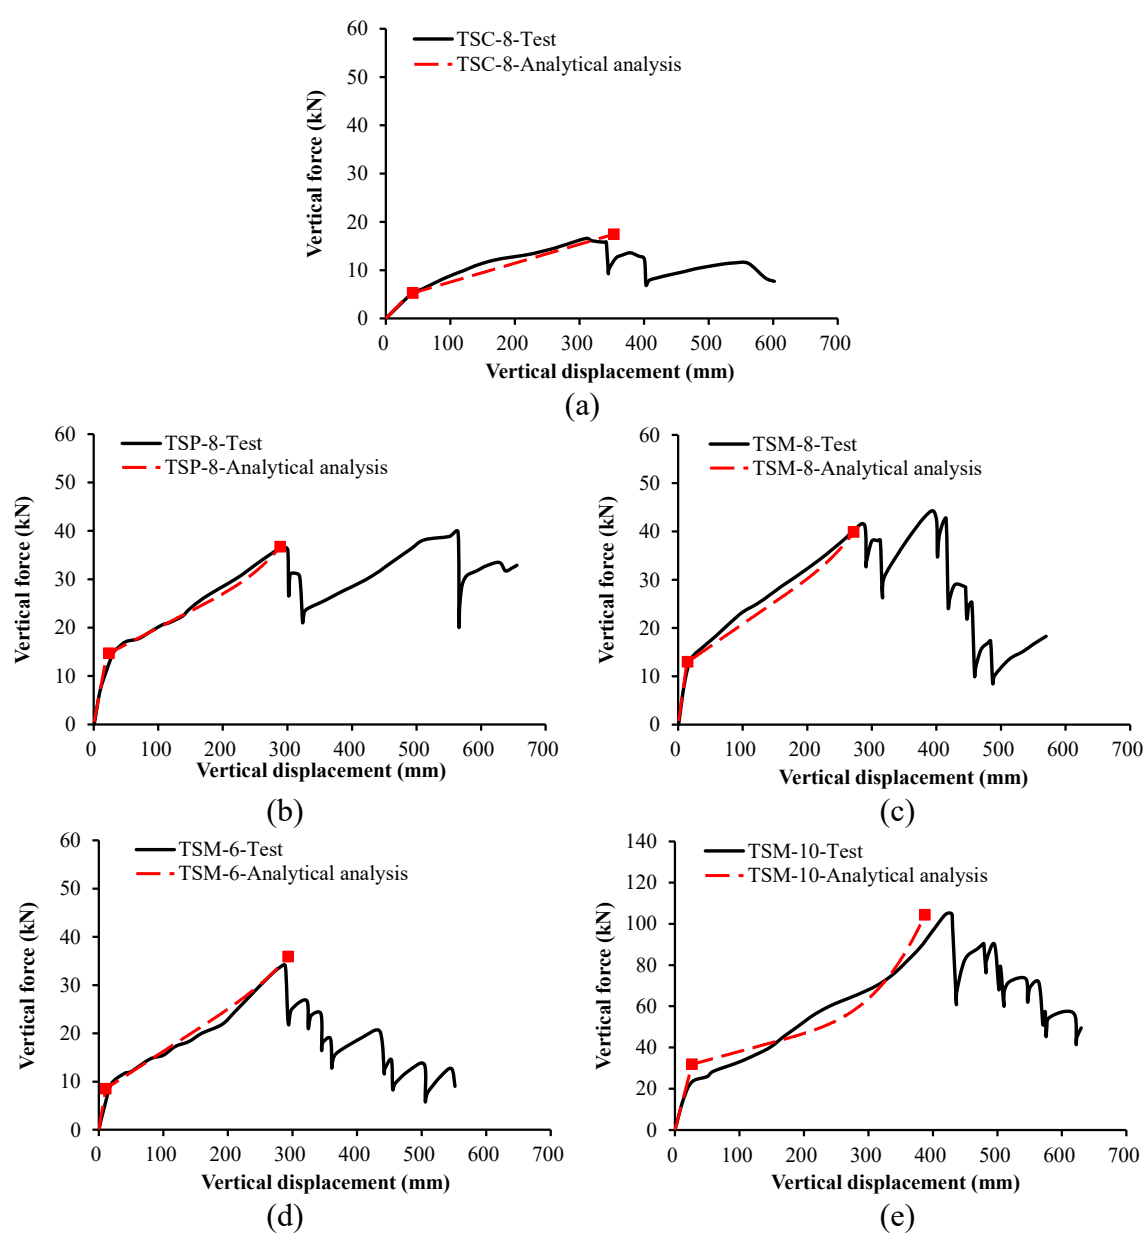 TSC-8-Test
TSC-8-Analytical analysis
Vertical force (kN)
60
50
40
30
20
10
0
0 100 200 300 400 500 600 700
Vertical displacement (mm)
(a)
TSP-8-Test
TSP-8-Analytical analysis
Vertical force (kN)
60
50
40
30
20
10
0
0 100 200 300 400 500 600 700
Vertical displacement (mm)
(b)
TSM-8-Test
TSM-8-Analytical analysis
Vertical force (kN)
60
50
40
30
20
10
0
0 100 200 300 400 500 600 700
Vertical displacement (mm)
(c)
TSM-6-Test
TSM-6-Analytical analysis
Vertical force (kN)
60
50
40
30
20
10
0
0 100 200 300 400 500 600 700
Vertical displacement (mm)
(d)
TSM-10-Test
TSM-10-Analytical analysis
Vertical force (kN)
140
120
100
80
60
40
20
0
0 100 200 300 400 500 600 700
Vertical displacement (mm)
(e)